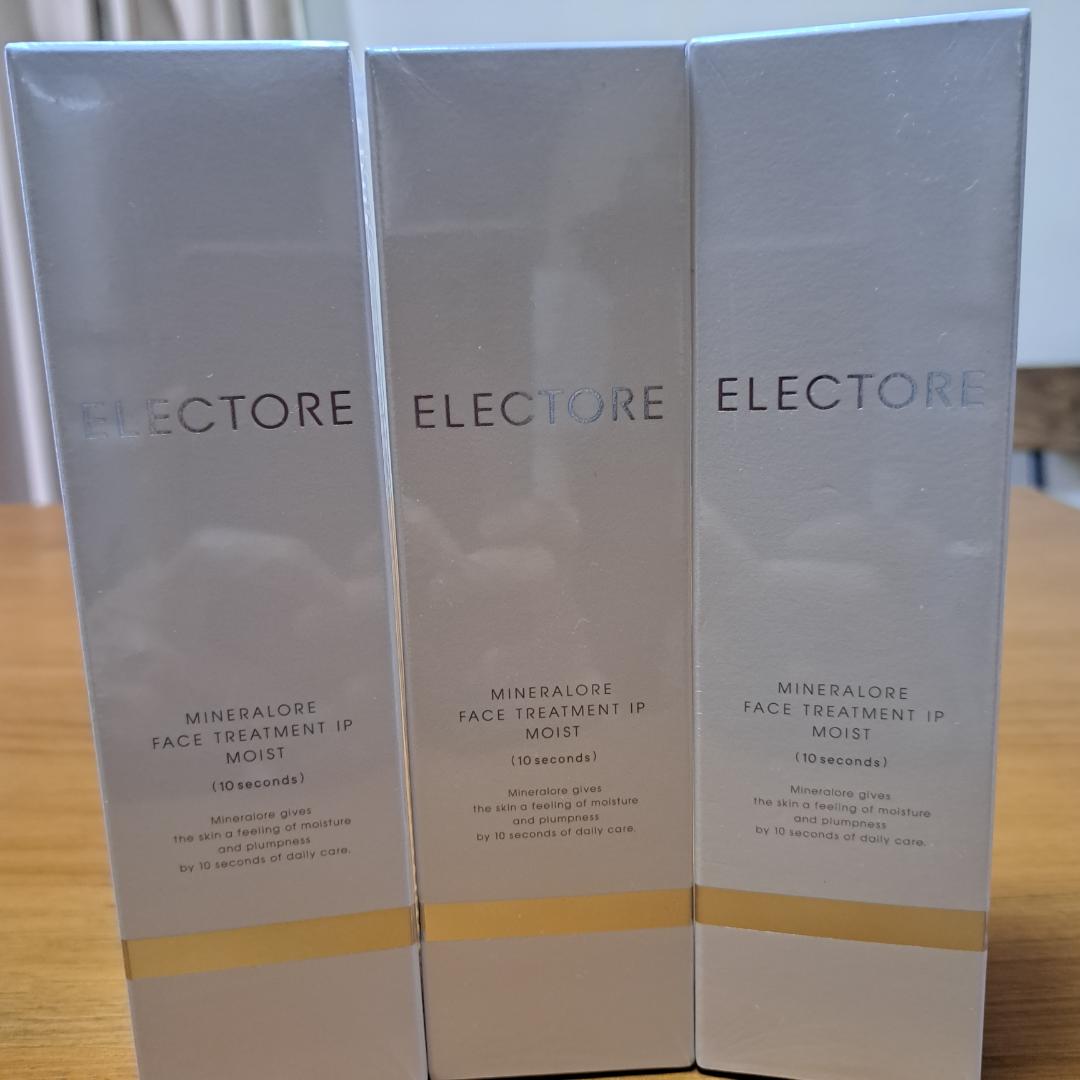 ELECTORE
MINERALORE
FACE TREATMENT IP
MOIST
(10 seconds)
Mineralore gives
the skin a feeling of moisture
and plumpness
by 10 seconds of daily care.
ELECTORE
MINERALORE
FACE TREATMENT IP
MOIST
(10 seconds)
Mineralore gives
the skin a feeling of moisture
and plumpness
by 10 seconds of daily care.
ELECTORE
MINERALORE
FACE TREATMENT IP
MOIST
(10 seconds)
Mineralore gives
the skin a feeling of moisture
and plumpness
by 10 seconds of daily care.